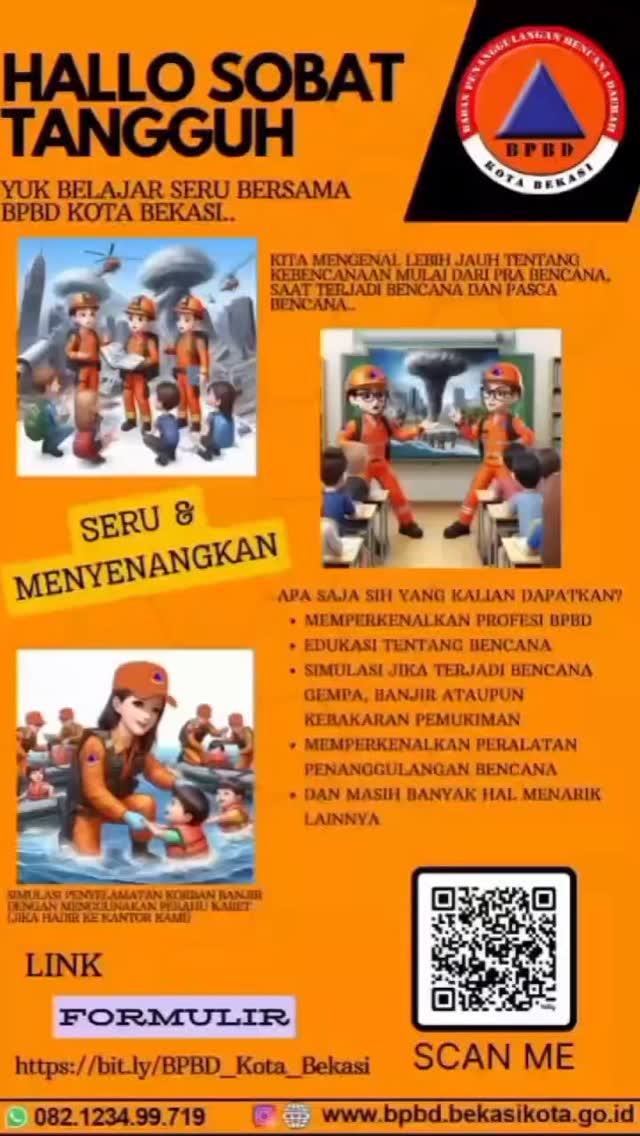 HALLO SOBAT
TANGGUH
BADAN PENANGGULANGAN BENCANA DAERAH
BPBD
KOTA BEKASI
YUK BELAJAR SERU BERSAMA
BPBD KOTA BEKASI..
KITA MENGENAL LEBIH JAUH TENTANG
KEBENCANAAN MULAI DARI PRA BENCANA,
SAAT TERJADI BENCANA DAN PASCA
BENCANA..
SERU &
MENYENANGKAN
APA SAJA SIH YANG KALIAN DAPATKAN?
• MEMPERKENALKAN PROFESI BPBD
• EDUKASI TENTANG BENCANA
• SIMULASI JIKA TERJADI BENCANA
GEMPA, BANJIR ATAUPUN
KEBAKARAN PEMUKIMAN
• MEMPERKENALKAN PERALATAN
PENANGGULANGAN BENCANA
• DAN MASIH BANYAK HAL MENARIK
LAINNYA
SIMULASI PENYELAMATAN KORBAN BANJIR
DENGAN MENGGUNAKAN PERAHU KARET
(JIKA HADIR KE KANTOR KAMI)
LINK
FORMULIR
https://bit.ly/BPBD_Kota_Bekasi
SCAN ME
082.1234.99.719
www.bpbd.bekasikota.go.id